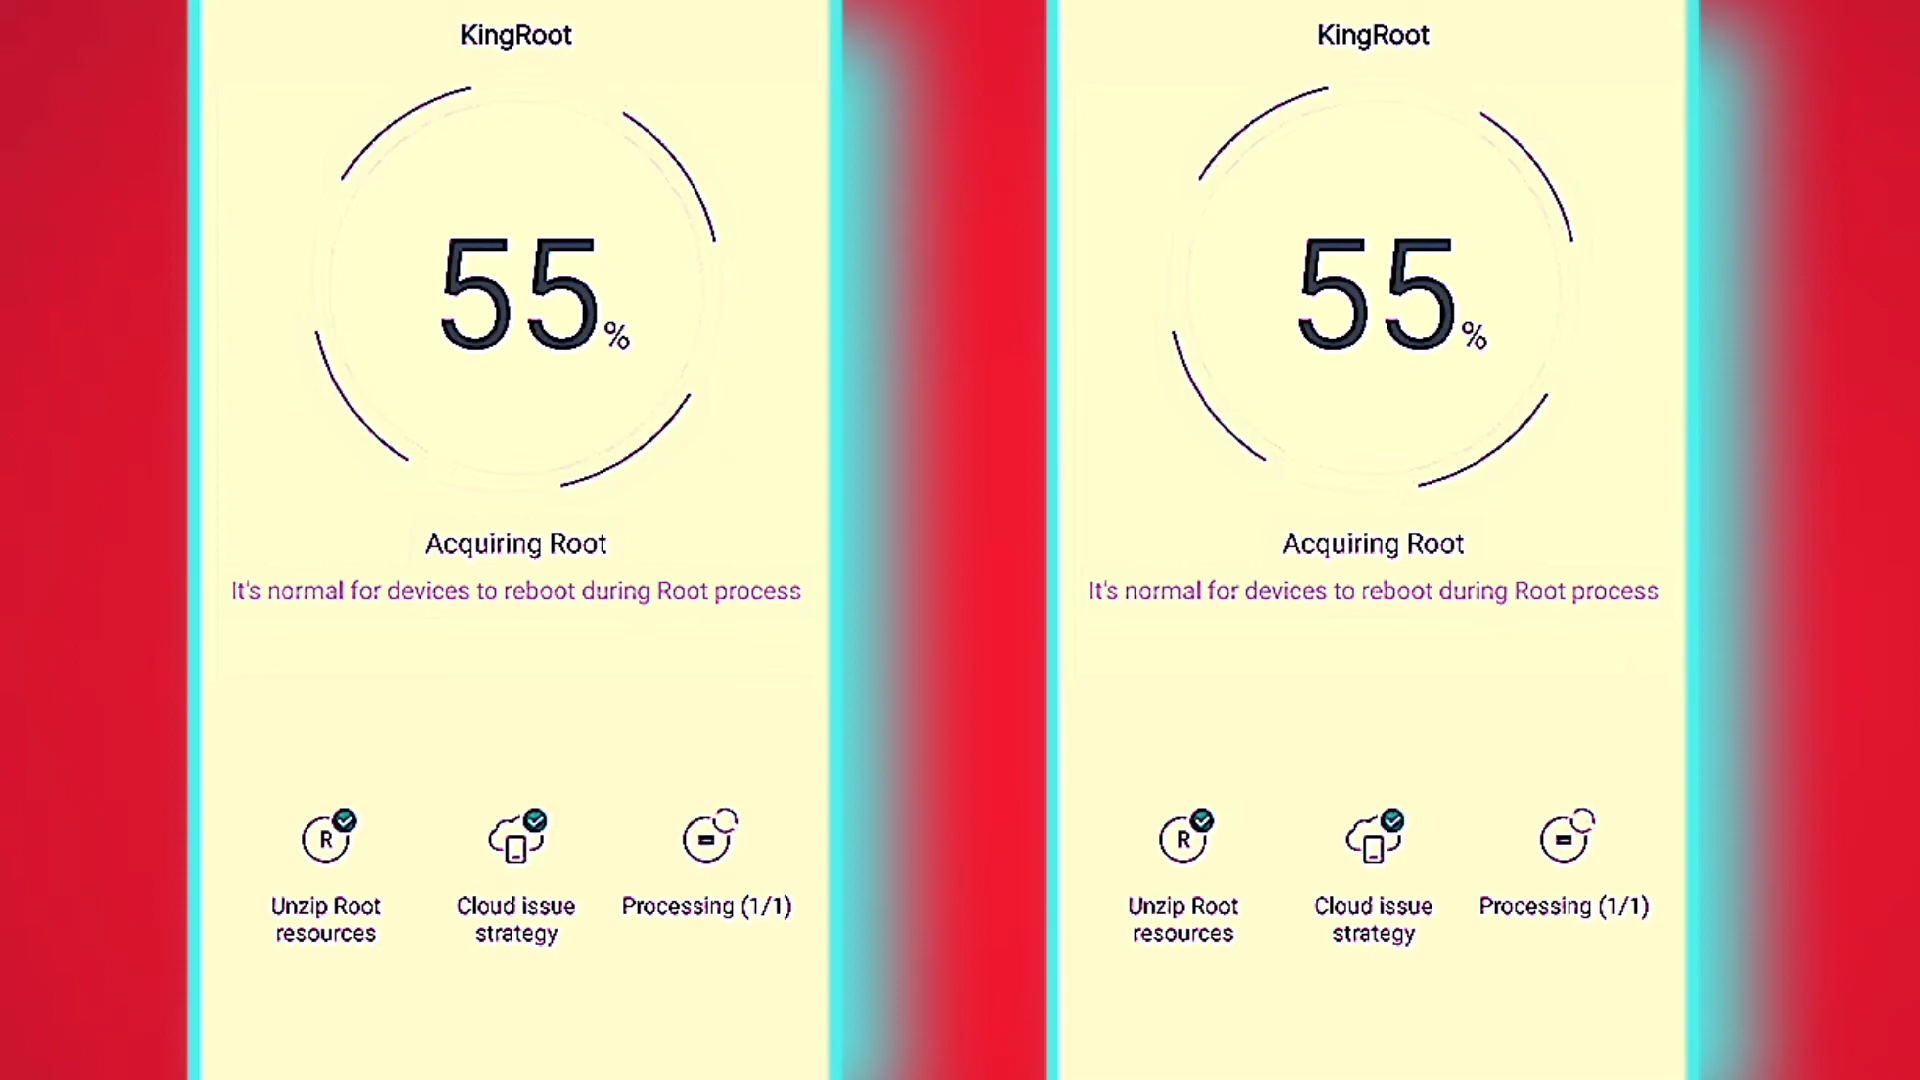 KingRoot
55%
Acquiring Root
It's normal for devices to reboot during Root process
R
Unzip Root
resources
Cloud issue
strategy
Processing (1/1)
KingRoot
55%
Acquiring Root
It's normal for devices to reboot during Root process
R
Unzip Root
resources
Cloud issue
strategy
Processing (1/1)